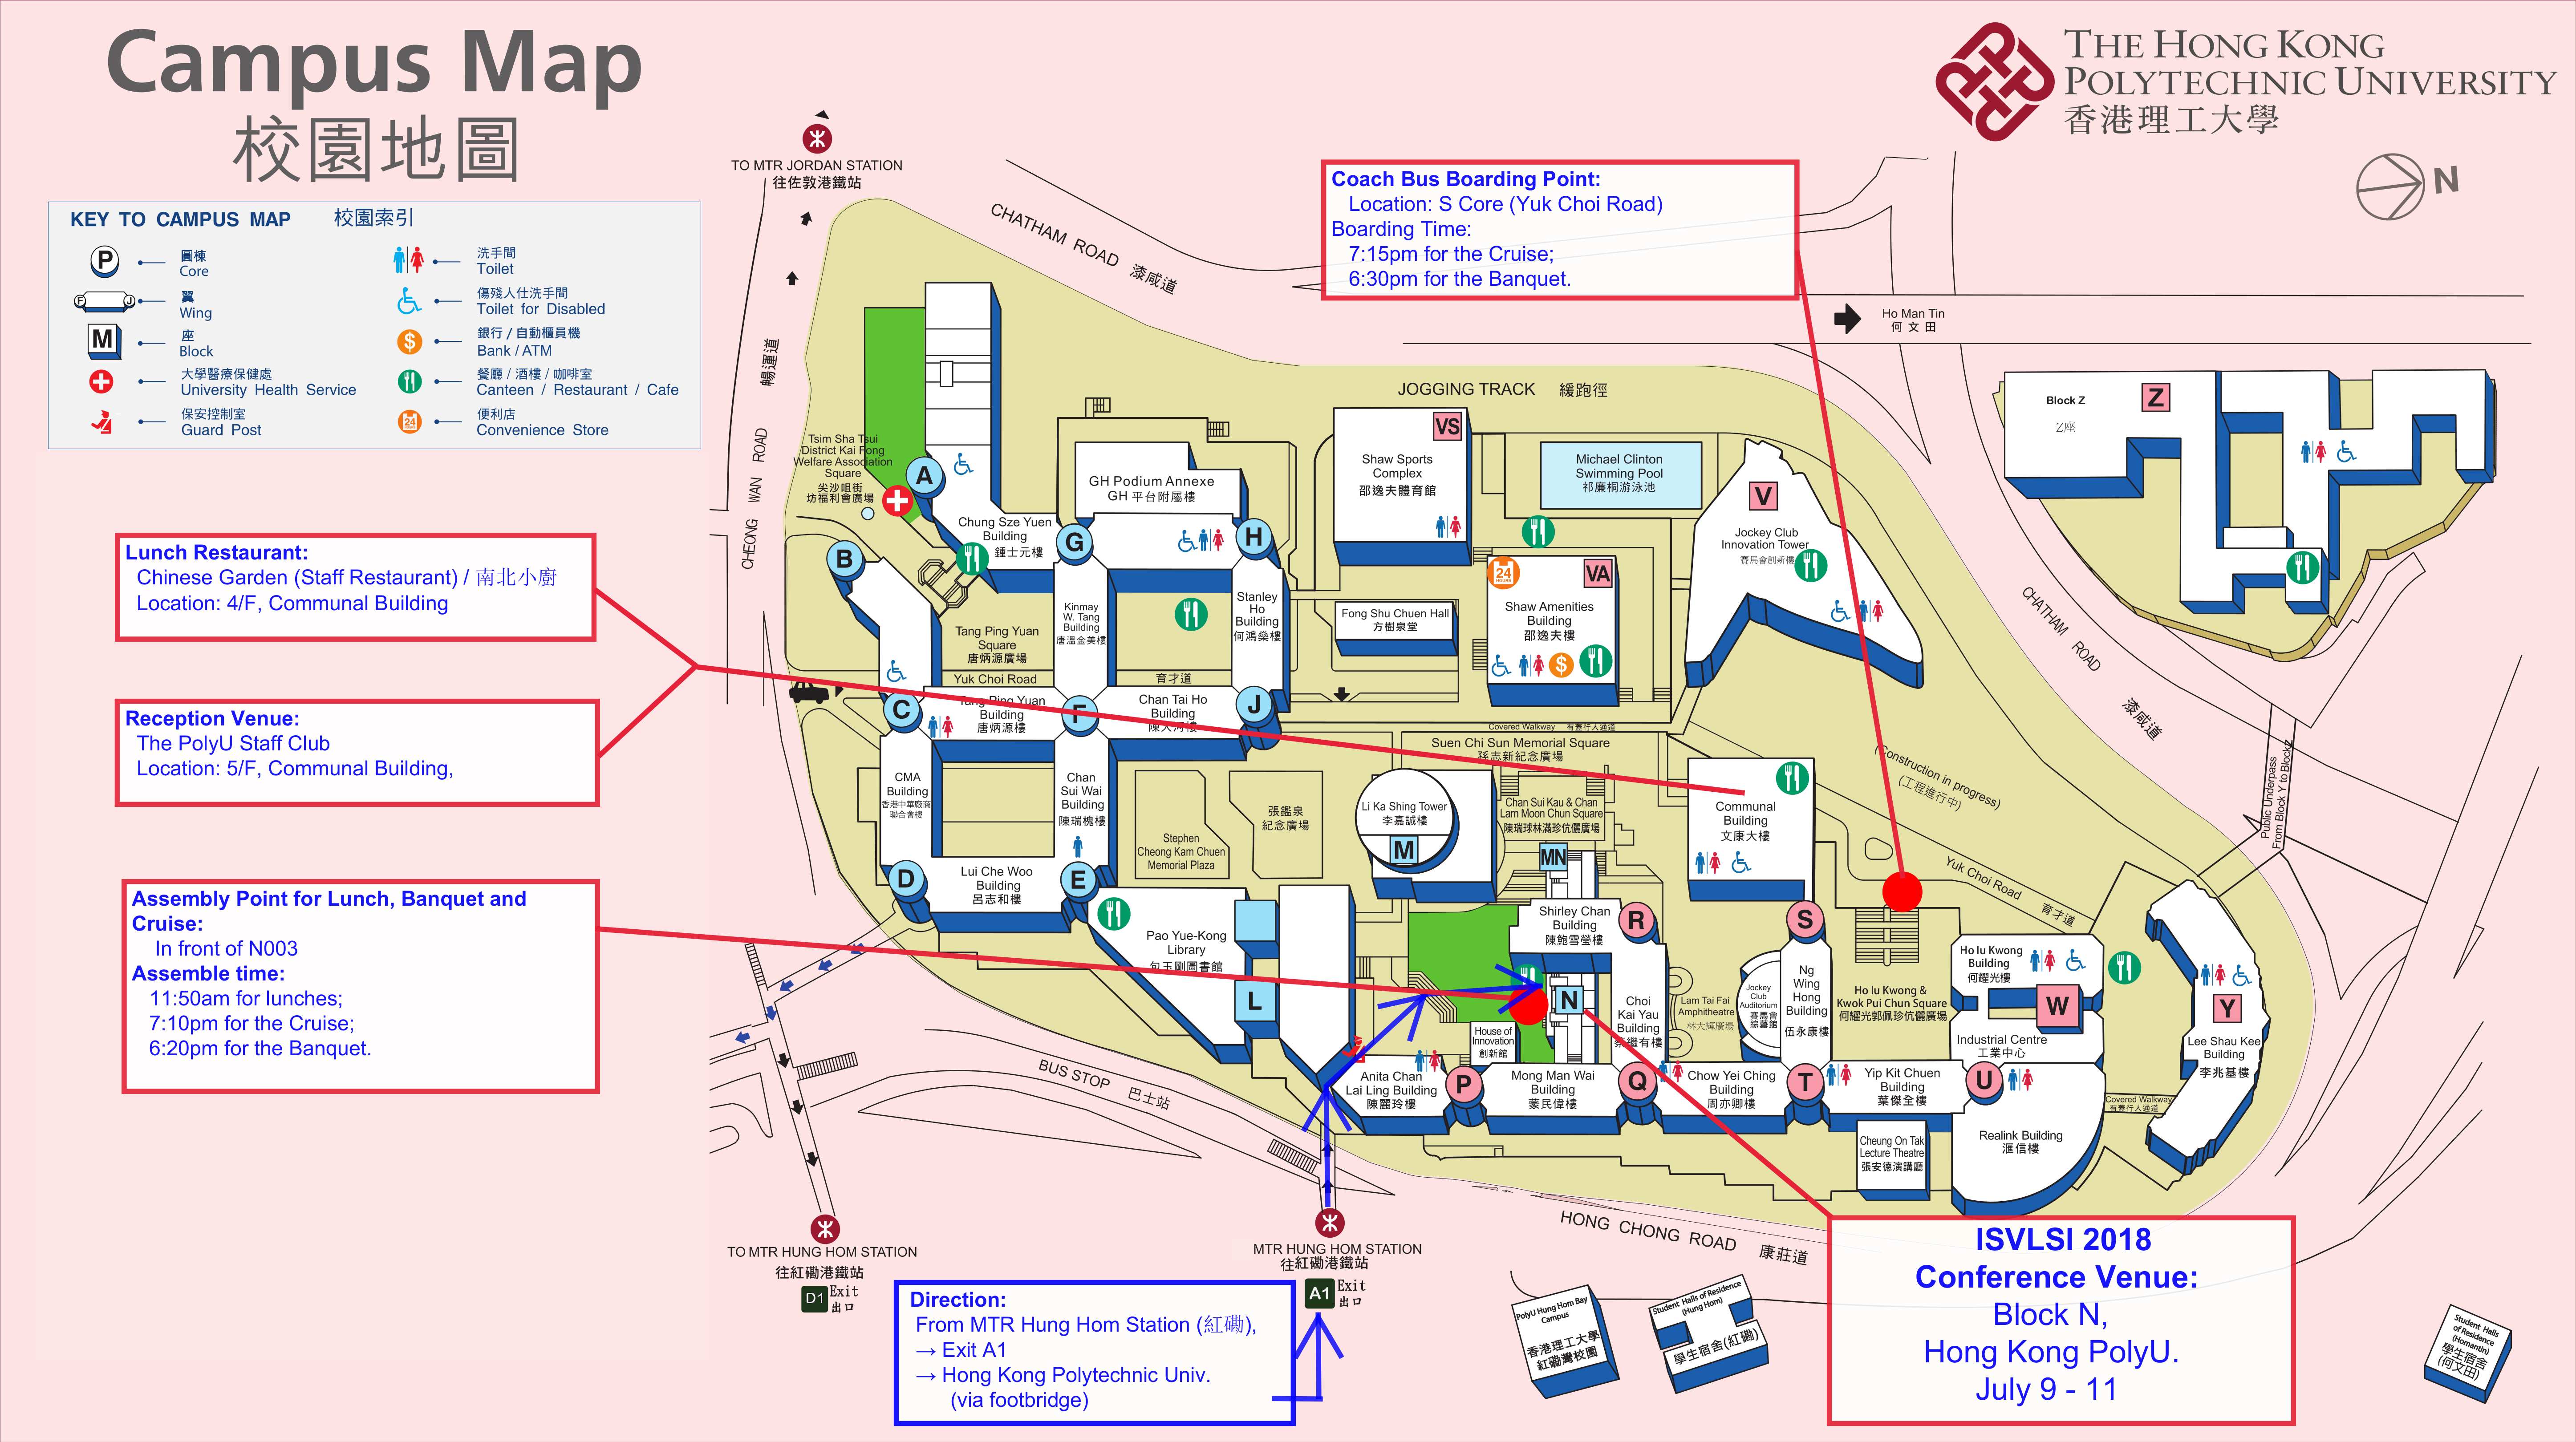 Campus Map
校園地圖
THE HONG KONG
POLYTECHNIC UNIVERSITY
香港理工大學
N
KEY TO CAMPUS MAP 校園索引
P
圓棟
Core
F J
翼
Wing
M
座
Block
大學醫療保健處
University Health Service
保安控制室
Guard Post
洗手間
Toilet
傷殘人仕洗手間
Toilet for Disabled
$
銀行 / 自動櫃員機
Bank / ATM
餐廳 / 酒樓 / 咖啡室
Canteen / Restaurant / Cafe
24
便利店
Convenience Store
TO MTR JORDAN STATION
往佐敦港鐵站
CHATHAM ROAD 漆咸道
CHEONG WAN ROAD 暢運道
Coach Bus Boarding Point:
Location: S Core (Yuk Choi Road)
Boarding Time:
7:15pm for the Cruise;
6:30pm for the Banquet.
Ho Man Tin
何文田
JOGGING TRACK 緩跑徑
Block Z
Z座
Z
Tsim Sha Tsui
District Kai Fong
Welfare Association
Square
尖沙咀街
坊福利會廣場
A
Chung Sze Yuen
Building
鍾士元樓
GH Podium Annexe
GH 平台附屬樓
G
H
B
VS
Shaw Sports
Complex
邵逸夫體育館
Michael Clinton
Swimming Pool
祁廉桐游泳池
V
Jockey Club
Innovation Tower
賽馬會創新樓
24
HOURS
VA
Shaw Amenities
Building
邵逸夫樓
$
Fong Shu Chuen Hall
方樹泉堂
Stanley
Ho
Building
何鴻燊樓
Kinmay
W. Tang
Building
唐溫金美樓
Tang Ping Yuan
Square
唐炳源廣場
Yuk Choi Road 育才道
C
Tang Ping Yuan
Building
唐炳源樓
F
Chan Tai Ho
Building
陳大河樓
J
Covered Walkway 有蓋行人通道
Suen Chi Sun Memorial Square
孫志新紀念廣場
CHATHAM ROAD 漆咸道
(Construction in progress)
(工程進行中)
Public Underpass
From Block Y to Block Z
Lunch Restaurant:
Chinese Garden (Staff Restaurant) / 南北小廚
Location: 4/F, Communal Building
Reception Venue:
The PolyU Staff Club
Location: 5/F, Communal Building,
Assembly Point for Lunch, Banquet and
Cruise:
In front of N003
Assemble time:
11:50am for lunches;
7:10pm for the Cruise;
6:20pm for the Banquet.
CMA
Building
香港中華廠商
聯合會樓
Chan
Sui Wai
Building
陳瑞槐樓
D
Lui Che Woo
Building
呂志和樓
E
Stephen
Cheong Kam Chuen
Memorial Plaza
張鑑泉
紀念廣場
Li Ka Shing Tower
李嘉誠樓
M
Chan Sui Kau & Chan
Lam Moon Chun Square
陳瑞球林滿珍伉儷廣場
MN
Communal
Building
文康大樓
Yuk Choi Road 育才道
Pao Yue-Kong
Library
包玉剛圖書館
L
Shirley Chan
Building
陳鮑雪瑩樓
R
S
N
House of
Innovation
創新館
Choi
Kai Yau
Building
蔡繼有樓
Lam Tai Fai
Amphitheatre
林大輝廣場
Jockey
Club
Auditorium
賽馬會
綜藝館
Ng
Wing
Hong
Building
伍永康樓
Ho Iu Kwong &
Kwok Pui Chun Square
何耀光郭佩珍伉儷廣場
Ho Iu Kwong
Building
何耀光樓
W
Industrial Centre
工業中心
Y
Lee Shau Kee
Building
李兆基樓
Anita Chan
Lai Ling Building
陳麗玲樓
P
Mong Man Wai
Building
蒙民偉樓
Q
Chow Yei Ching
Building
周亦卿樓
T
Yip Kit Chuen
Building
葉傑全樓
U
Covered Walkway
有蓋行人通道
Cheung On Tak
Lecture Theatre
張安德演講廳
Realink Building
滙信樓
BUS STOP 巴士站
HONG CHONG ROAD 康莊道
TO MTR HUNG HOM STATION
往紅磡港鐵站
D1 Exit
出口
MTR HUNG HOM STATION
往紅磡港鐵站
A1 Exit
出口
Direction:
From MTR Hung Hom Station (紅磡),
→ Exit A1
→ Hong Kong Polytechnic Univ.
(via footbridge)
PolyU Hung Hom Bay
Campus
香港理工大學
紅磡灣校園
Student Halls of Residence
(Hung Hom)
學生宿舍(紅磡)
ISVLSI 2018
Conference Venue:
Block N,
Hong Kong PolyU.
July 9 - 11
Student Halls
of Residence
(Homantin)
學生宿舍
(何文田)